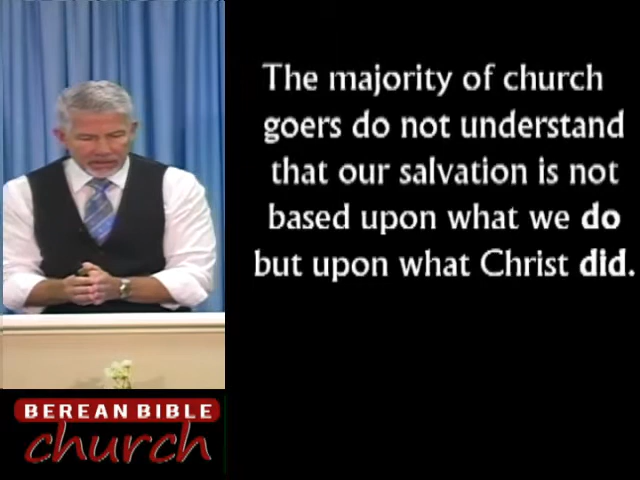 The majority of church
goers do not understand
that our salvation is not
based upon what we do
but upon what Christ did.
BEREAN BIBLE
church